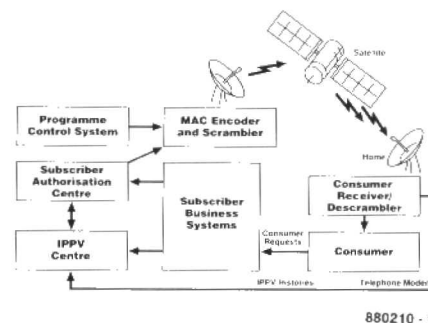 Satellite
Programme
Control System
MAC Encoder
and Scrambler
Home
Subscriber
Authorisation
Centre
Subscriber
Business
Systems
Consumer
Receiver/
Descrambler
IPPV
Centre
Consumer
Requests
Consumer
IPPV Histories
Telephone Modem
880210 -